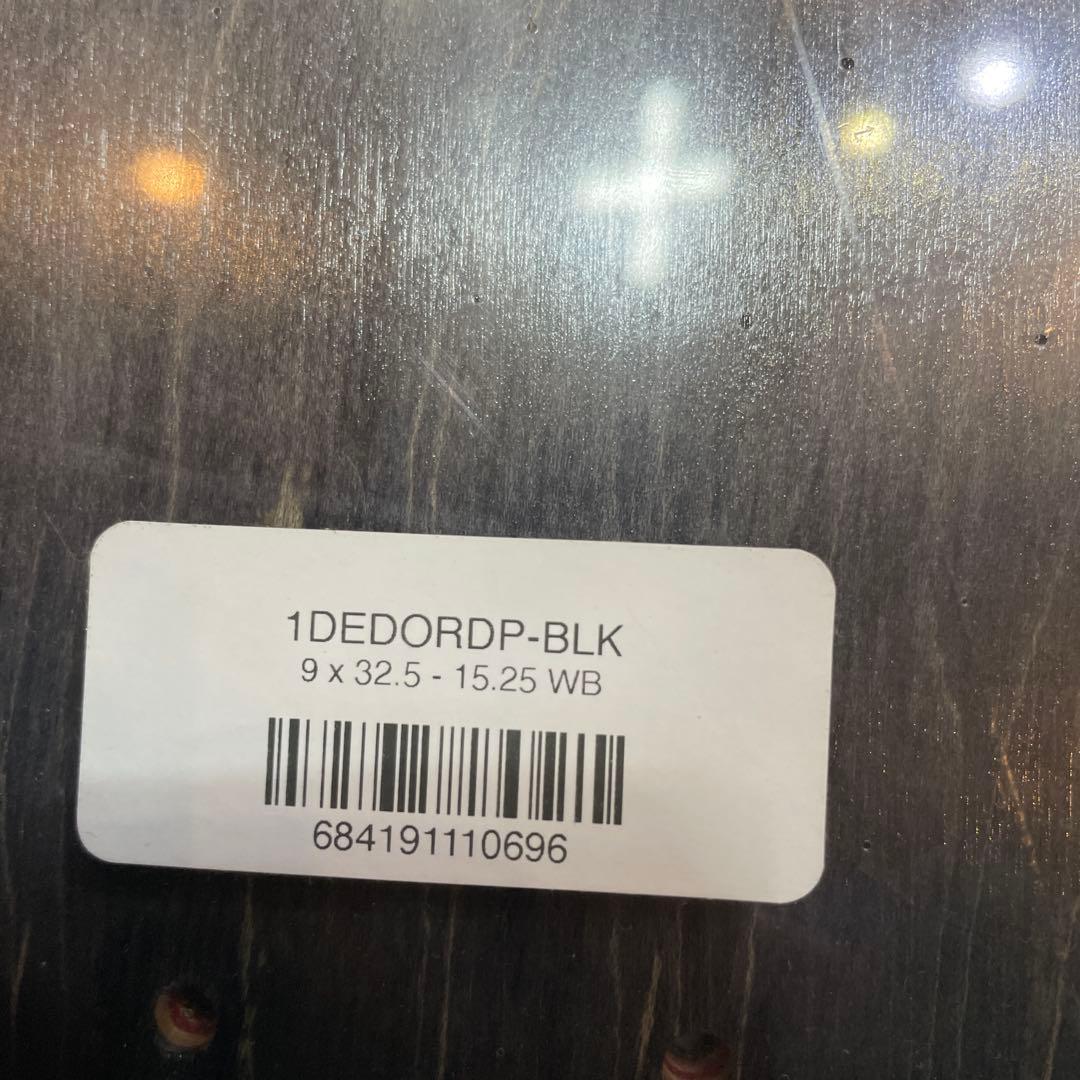 1DEDORDP-BLK
9 x 32.5 - 15.25 WB
684191110696